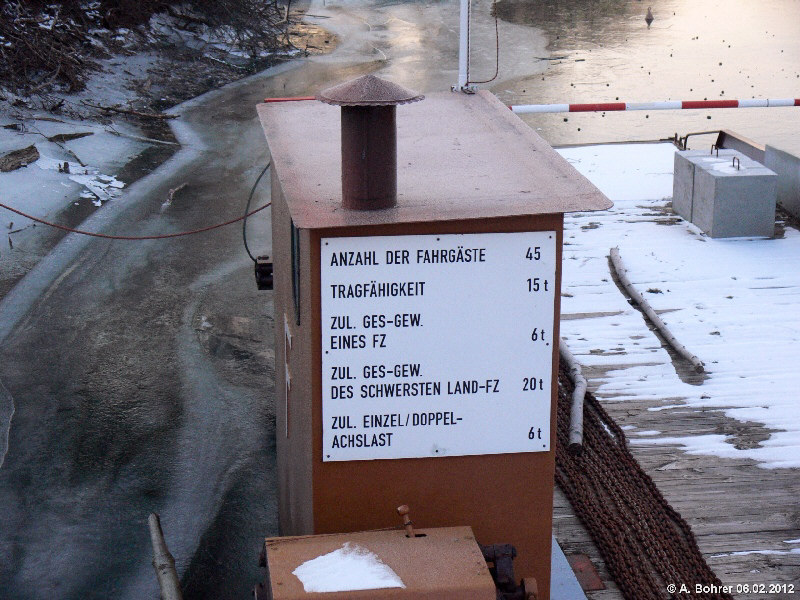 ANZAHL DER FAHRGÄSTE 45
TRAGFÄHIGKEIT 15 t
ZUL. GES-GEW.
EINES FZ 6 t
ZUL. GES-GEW.
DES SCHWERSTEN LAND-FZ 20 t
ZUL. EINZEL/DOPPEL-
ACHSLAST 6 t
© A. Bohrer 06.02.2012